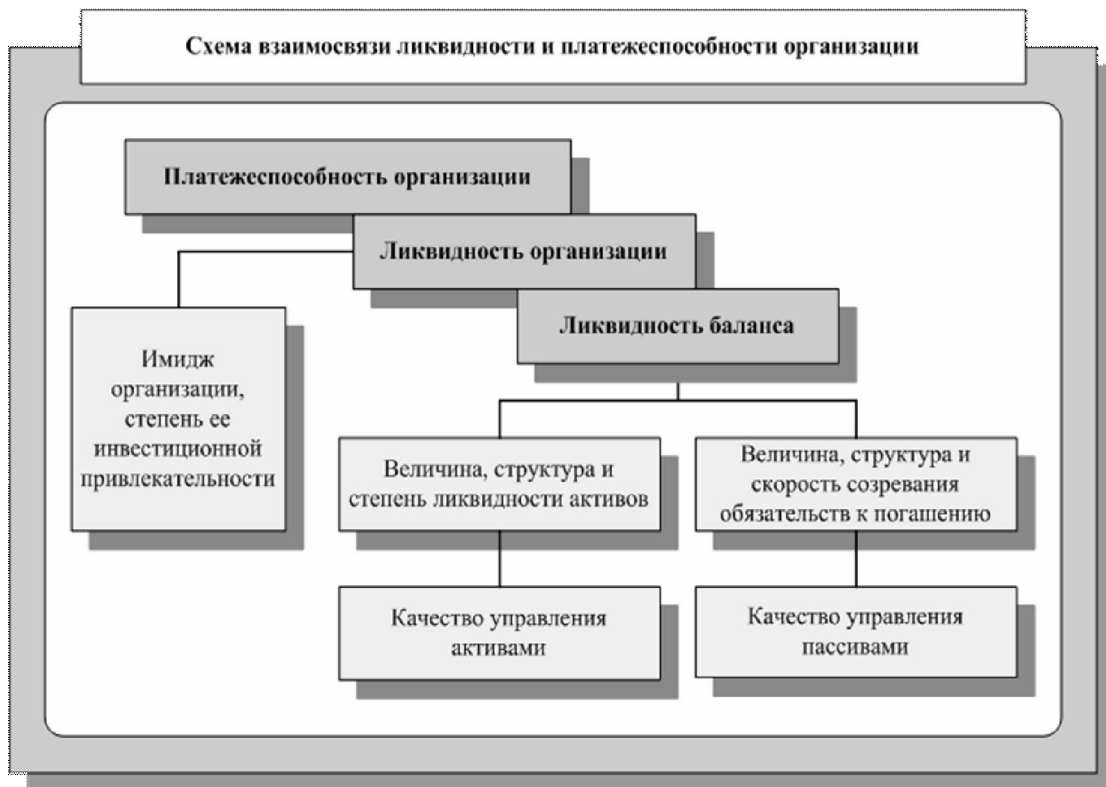 Схема взаимосвязи ликвидности и платежеспособности организации
Платежеспособность организации
Ликвидность организации
Ликвидность баланса
Имидж
организации,
степень ее
инвестиционной
привлекательности
Величина, структура и
степень ликвидности активов
Величина, структура и
скорость созревания
обязательств к погашению
Качество управления
активами
Качество управления
пассивами